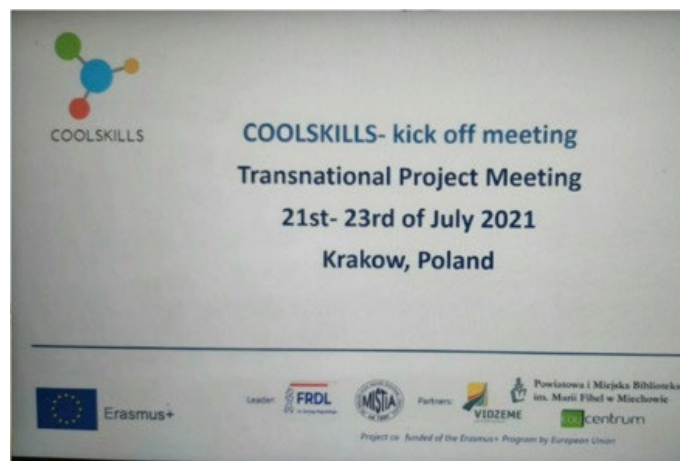 COOLSKILLS
COOLSKILLS- kick off meeting
Transnational Project Meeting
21st- 23rd of July 2021
Krakow, Poland
Erasmus+
Leader:
FRDL
MISTiA
Partners:
VIDZEME
Powiatowa i Miejska Biblioteka
im. Marii Fihel w Miechowie
centrum
Project co funded of the Erasmus+ Program by European Union